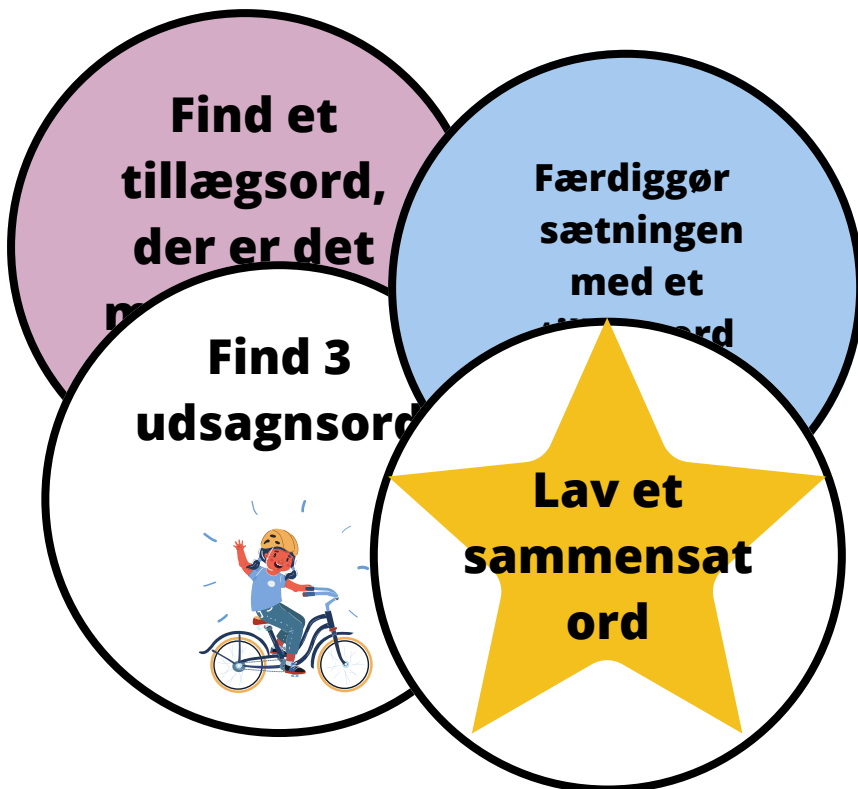 Find et
tillægsord,
der er det
Færdiggør
sætningen
med et
Find 3
udsagnsord
Lav et
sammensat
ord